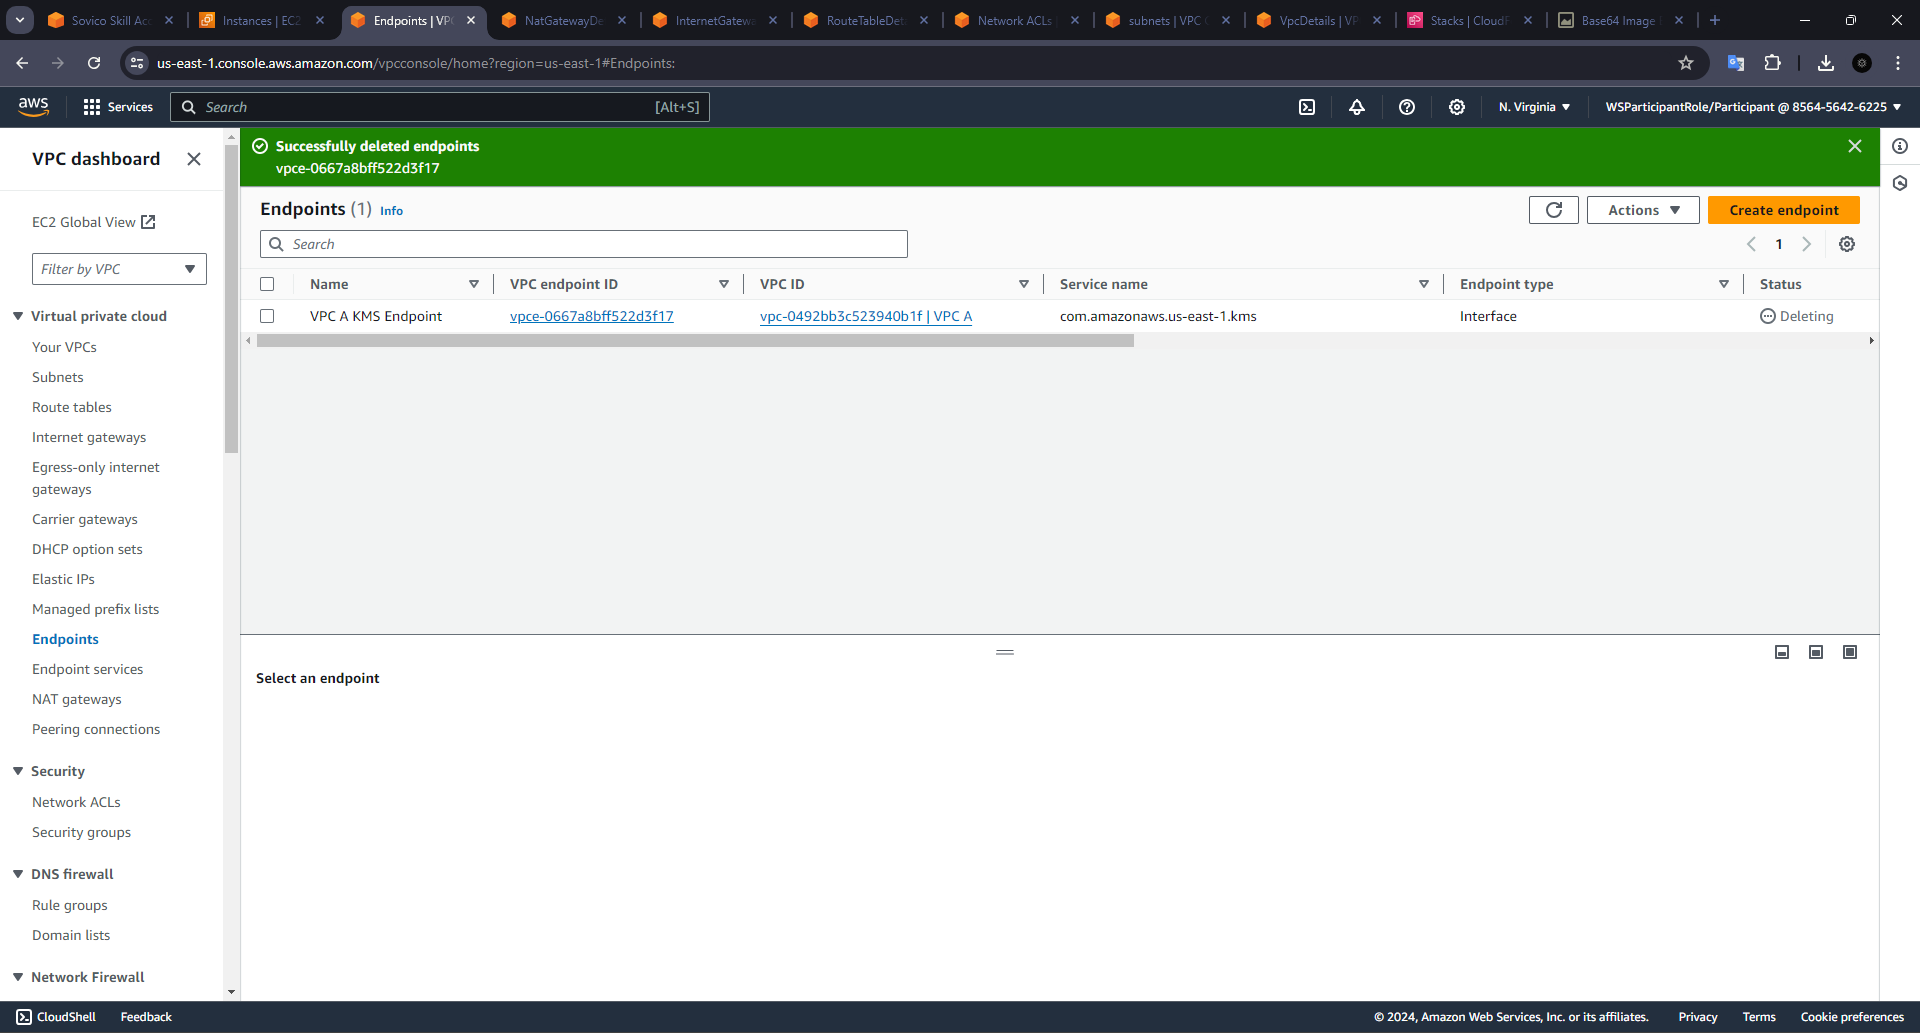 Sovico Skill Acc
Instances | EC2
Endpoints | VPC
NatGatewayDe
InternetGatewa
RouteTableDeta
Network ACLs
subnets | VPC
VpcDetails | VP
Stacks | CloudF
Base64 Image
us-east-1.console.aws.amazon.com/vpcconsole/home?region=us-east-1#Endpoints:
aws
Services
Search
[Alt+S]
N. Virginia
WSParticipantRole/Participant @ 8564-5642-6225
VPC dashboard
EC2 Global View
Filter by VPC
Virtual private cloud
Your VPCs
Subnets
Route tables
Internet gateways
Egress-only internet
gateways
Carrier gateways
DHCP option sets
Elastic IPs
Managed prefix lists
Endpoints
Endpoint services
NAT gateways
Peering connections
Security
Network ACLs
Security groups
DNS firewall
Rule groups
Domain lists
Network Firewall
Successfully deleted endpoints
vpce-0667a8bff522d3f17
Endpoints (1) Info
Actions
Create endpoint
Search
1
Name
VPC endpoint ID
VPC ID
Service name
Endpoint type
Status
VPC A KMS Endpoint
vpce-0667a8bff522d3f17
vpc-0492bb3c523940b1f | VPC A
com.amazonaws.us-east-1.kms
Interface
Deleting
Select an endpoint
CloudShell
Feedback
© 2024, Amazon Web Services, Inc. or its affiliates.
Privacy
Terms
Cookie preferences